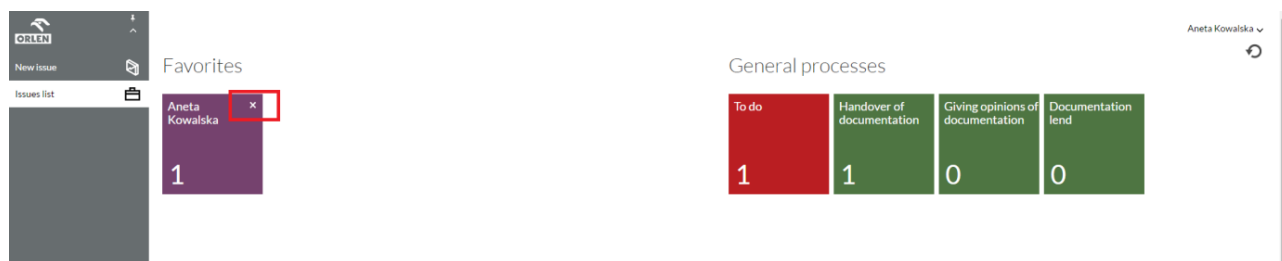 ORLEN
New issue
Issues list
Aneta Kowalska
Favorites
Aneta
Kowalska
×
1
General processes
To do
1
Handover of
documentation
1
Giving opinions of
documentation
0
Documentation
lend
0